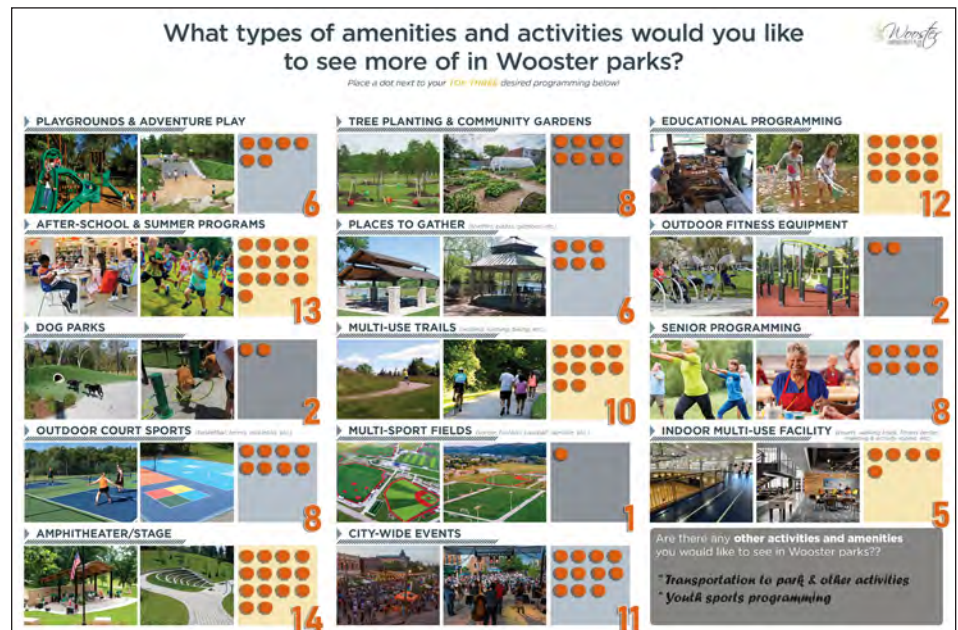 What types of amenities and activities would you like
to see more of in Wooster parks?
Wooster
Place a dot next to your TOP THREE desired programming below!
PLAYGROUNDS & ADVENTURE PLAY
6
TREE PLANTING & COMMUNITY GARDENS
8
EDUCATIONAL PROGRAMMING
12
AFTER-SCHOOL & SUMMER PROGRAMS
13
PLACES TO GATHER
6
OUTDOOR FITNESS EQUIPMENT
2
DOG PARKS
2
MULTI-USE TRAILS
10
SENIOR PROGRAMMING
8
OUTDOOR COURT SPORTS
8
MULTI-SPORT FIELDS
1
INDOOR MULTI-USE FACILITY
5
AMPHITHEATER/STAGE
14
CITY-WIDE EVENTS
11
Are there any other activities and amenities
you would like to see in Wooster parks??
* Transportation to park & other activities
* Youth sports programming